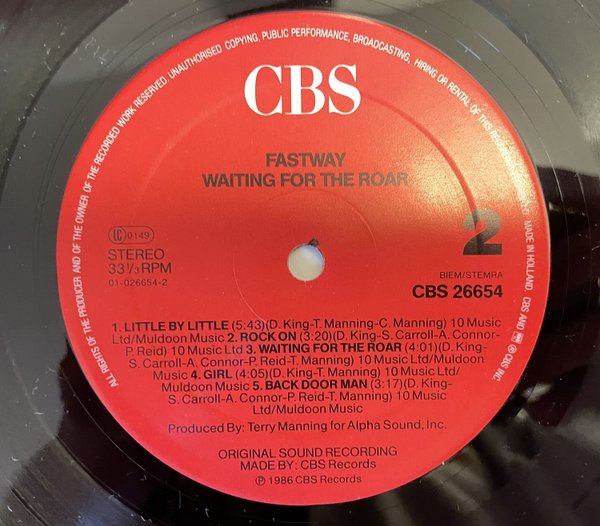 ALL RIGHTS OF THE PRODUCER AND OF THE OWNER OF THE RECORDED WORK RESERVED. UNAUTHORISED COPYING, PUBLIC PERFORMANCE, BROADCASTING, HIRING OR RENTAL OF THIS RECORDING
MADE IN HOLLAND. CBS AND ℗ CBS INC.
CBS
FASTWAY
WAITING FOR THE ROAR
LC 0149
STEREO
33 1/3 RPM
01-026654-2
2
BIEM/STEMRA
CBS 26654
1. LITTLE BY LITTLE (5:43)(D. King-T. Manning-C. Manning) 10 Music
Ltd/Muldoon Music 2. ROCK ON (3:20)(D. King-S. Carroll-A. Connor-
P. Reid) 10 Music Ltd 3. WAITING FOR THE ROAR (4:01)(D. King-
S. Carroll-A. Connor-P. Reid-T. Manning) 10 Music Ltd/Muldoon
Music 4. GIRL (4:05)(D. King-T. Manning) 10 Music Ltd/
Muldoon Music 5. BACK DOOR MAN (3:17)(D. King-
S. Carroll-A. Connor-P. Reid-T. Manning) 10 Music
Ltd/Muldoon Music
Produced By: Terry Manning for Alpha Sound, Inc.
ORIGINAL SOUND RECORDING
MADE BY: CBS Records
℗ 1986 CBS Records